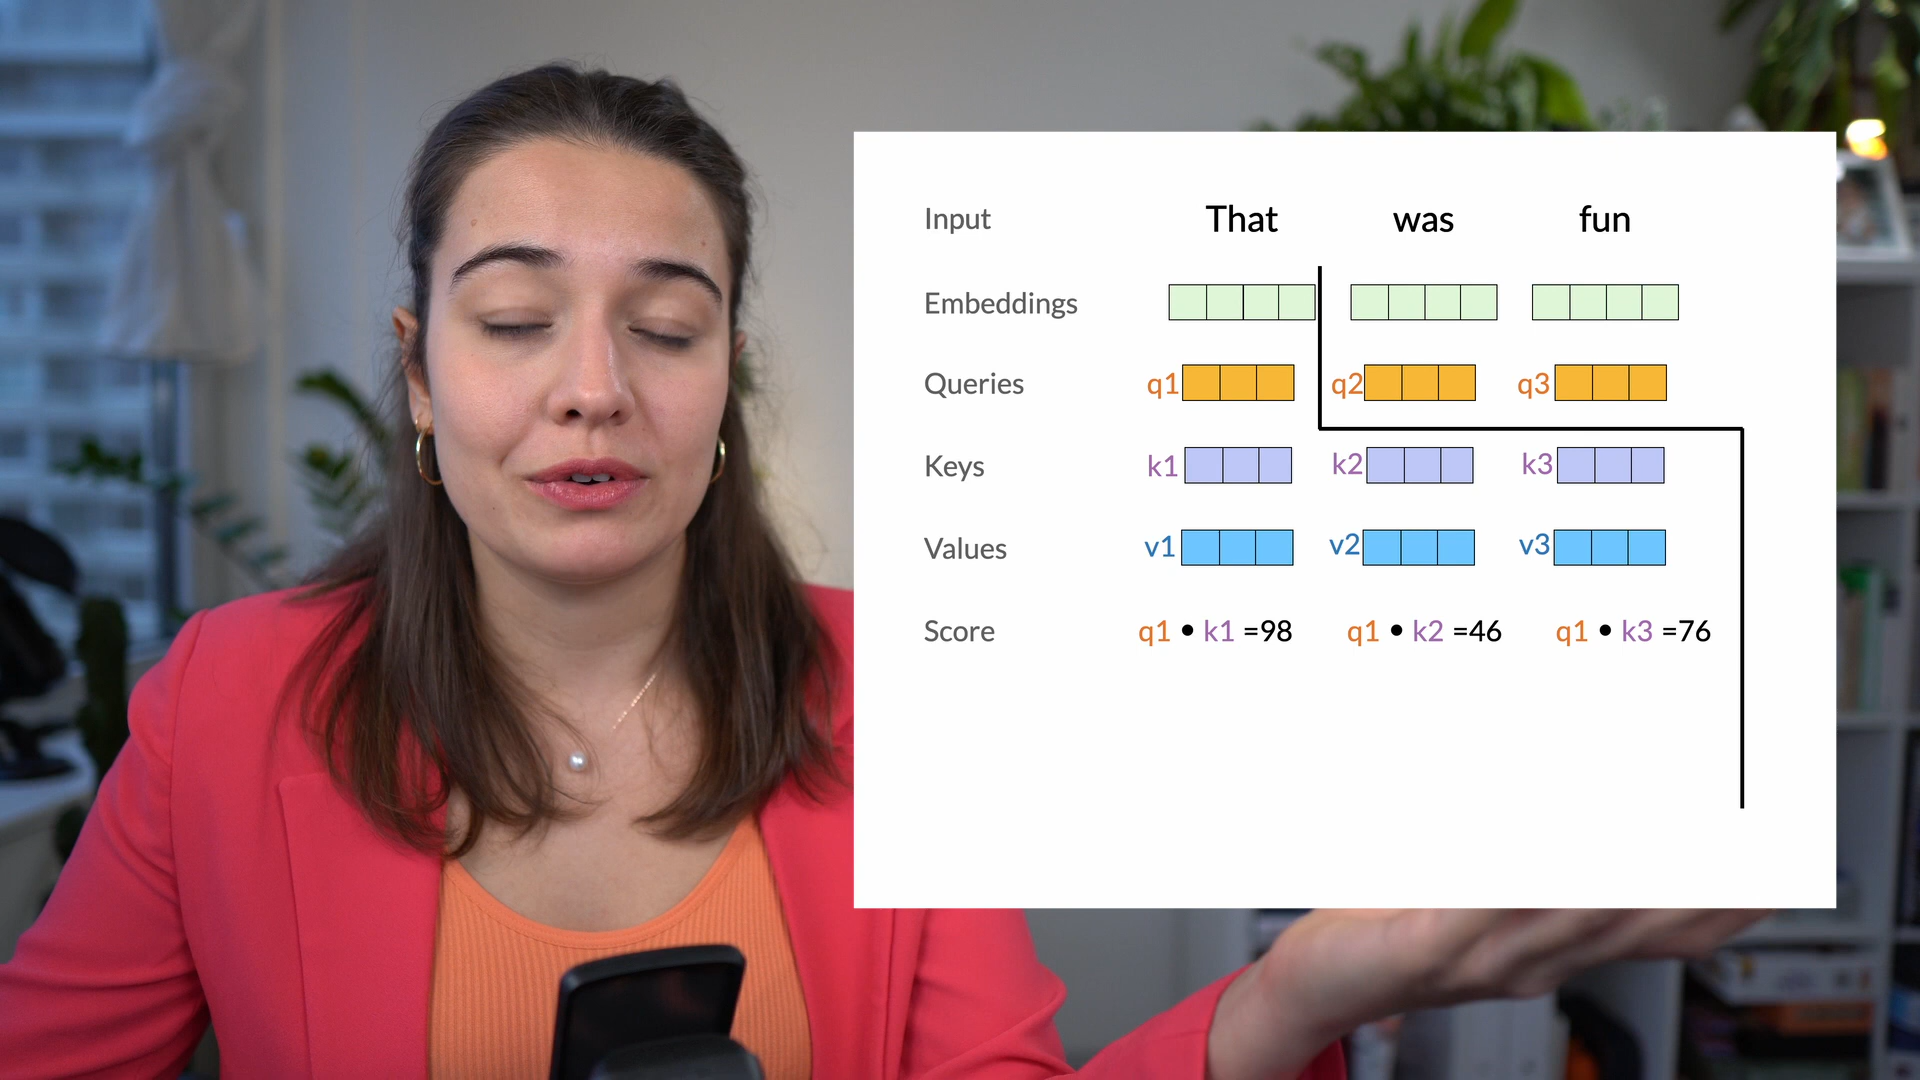 Input That was fun
Embeddings
Queries q1 q2 q3
Keys k1 k2 k3
Values v1 v2 v3
Score q1 • k1 =98 q1 • k2 =46 q1 • k3 =76